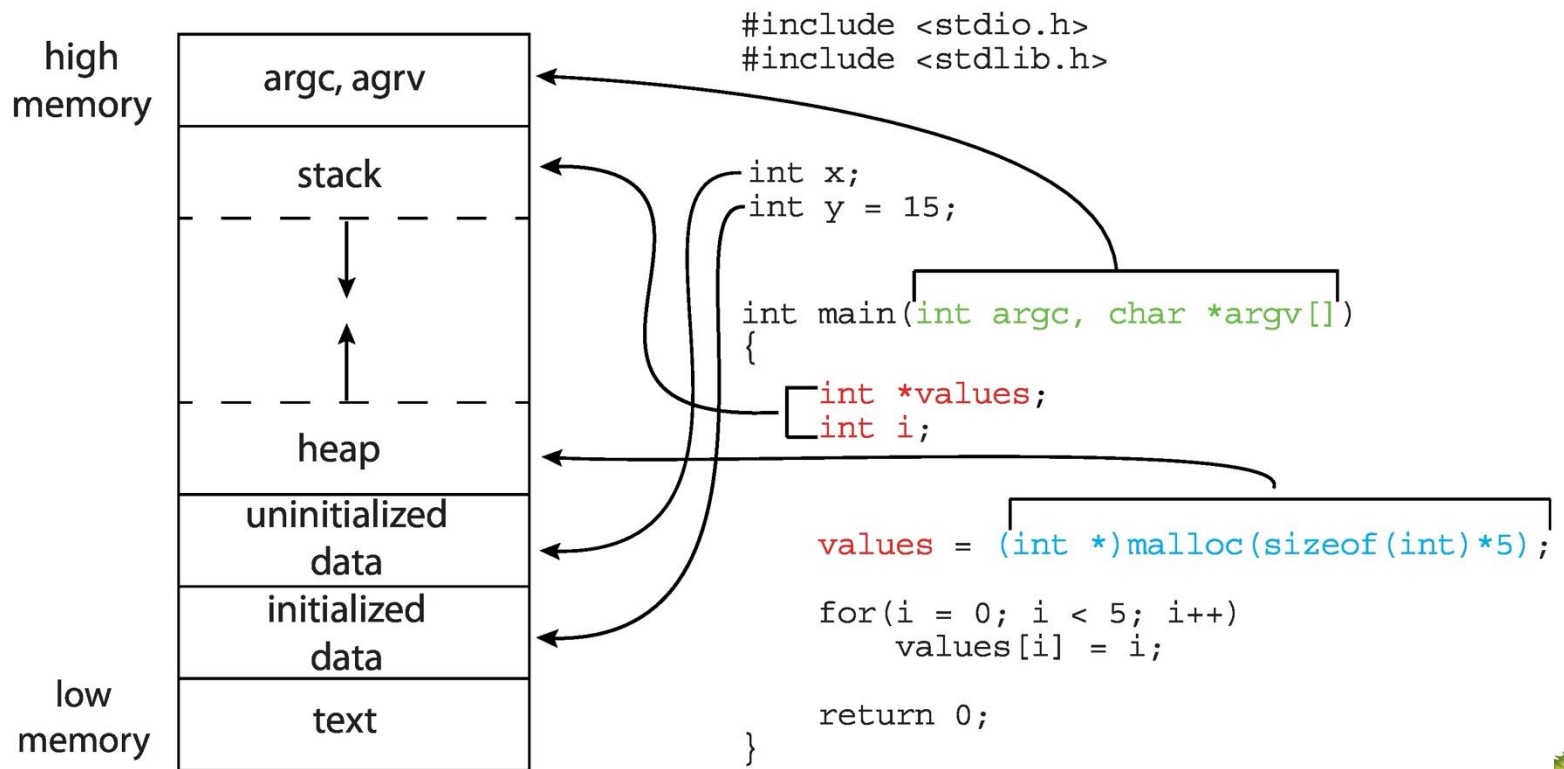 high
memory
argc, agrv
stack
heap
uninitialized
data
initialized
data
low
memory
text
#include <stdio.h>
#include <stdlib.h>
int x;
int y = 15;
int main(int argc, char *argv[])
{
int *values;
int i;
values = (int *)malloc(sizeof(int)*5);
for(i = 0; i < 5; i++)
values[i] = i;
return 0;
}